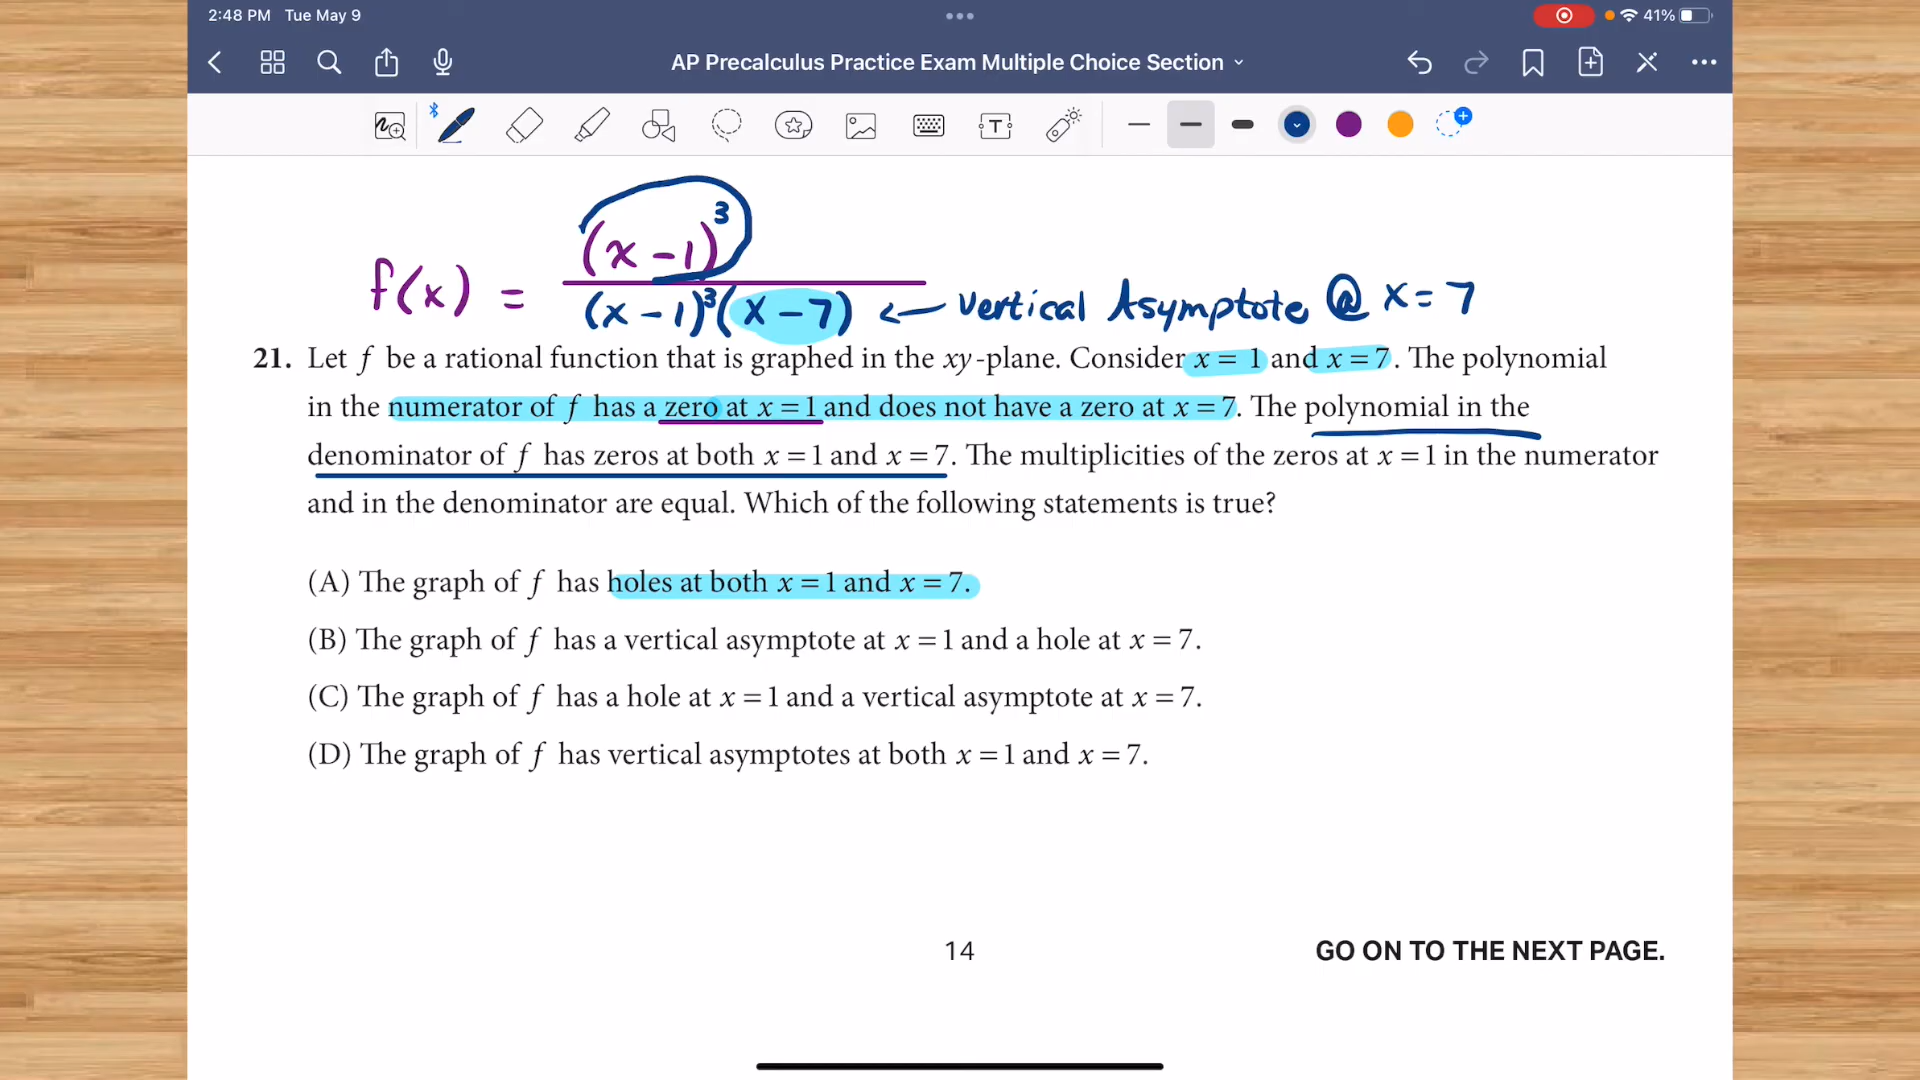 2:48 PM Tue May 9
41%
AP Precalculus Practice Exam Multiple Choice Section
T
(x - 1)³
f(x) = 
(x - 1)³(x - 7) ← Vertical Asymptote @ x = 7
21. Let f be a rational function that is graphed in the xy-plane. Consider x = 1 and x = 7. The polynomial
in the numerator of f has a zero at x = 1 and does not have a zero at x = 7. The polynomial in the
denominator of f has zeros at both x = 1 and x = 7. The multiplicities of the zeros at x = 1 in the numerator
and in the denominator are equal. Which of the following statements is true?
(A) The graph of f has holes at both x = 1 and x = 7.
(B) The graph of f has a vertical asymptote at x = 1 and a hole at x = 7.
(C) The graph of f has a hole at x = 1 and a vertical asymptote at x = 7.
(D) The graph of f has vertical asymptotes at both x = 1 and x = 7.
14
GO ON TO THE NEXT PAGE.